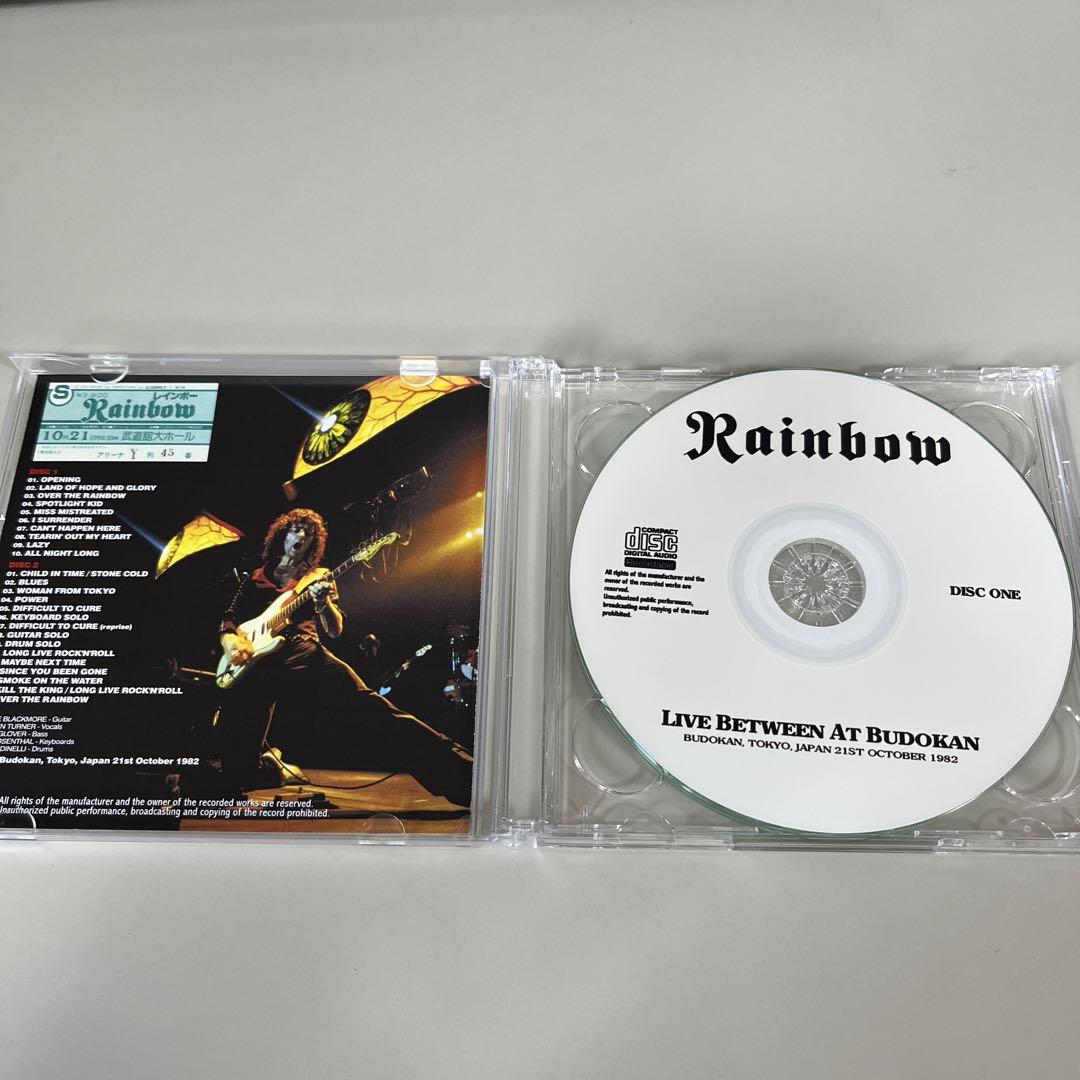 S
¥3,900
レインボー
Rainbow
10月21日
武道館大ホール
アリーナ Y 列 45 番
DISC 1
01. OPENING
02. LAND OF HOPE AND GLORY
03. OVER THE RAINBOW
04. SPOTLIGHT KID
05. MISS MISTREATED
06. I SURRENDER
07. CAN'T HAPPEN HERE
08. TEARIN' OUT MY HEART
09. LAZY
10. ALL NIGHT LONG
DISC 2
01. CHILD IN TIME / STONE COLD
02. BLUES
03. WOMAN FROM TOKYO
04. POWER
05. DIFFICULT TO CURE
06. KEYBOARD SOLO
7. DIFFICULT TO CURE (reprise)
. GUITAR SOLO
. DRUM SOLO
LONG LIVE ROCK'N'ROLL
MAYBE NEXT TIME
SINCE YOU BEEN GONE
SMOKE ON THE WATER
KILL THE KING / LONG LIVE ROCK'N'ROLL
OVER THE RAINBOW
E BLACKMORE - Guitar
N TURNER - Vocals
GLOVER - Bass
OSENTHAL - Keyboards
DINELLI - Drums
Budokan, Tokyo, Japan 21st October 1982
All rights of the manufacturer and the owner of the recorded works are reserved.
Unauthorized public performance, broadcasting and copying of the record prohibited.
Rainbow
COMPACT
disc
DIGITAL AUDIO
Recordable
All rights of the manufacturer and the
owner of the recorded works are
reserved.
Unauthorized public performance,
broadcasting and copying of the record
prohibited.
DISC ONE
LIVE BETWEEN AT BUDOKAN
BUDOKAN, TOKYO, JAPAN 21ST OCTOBER 1982